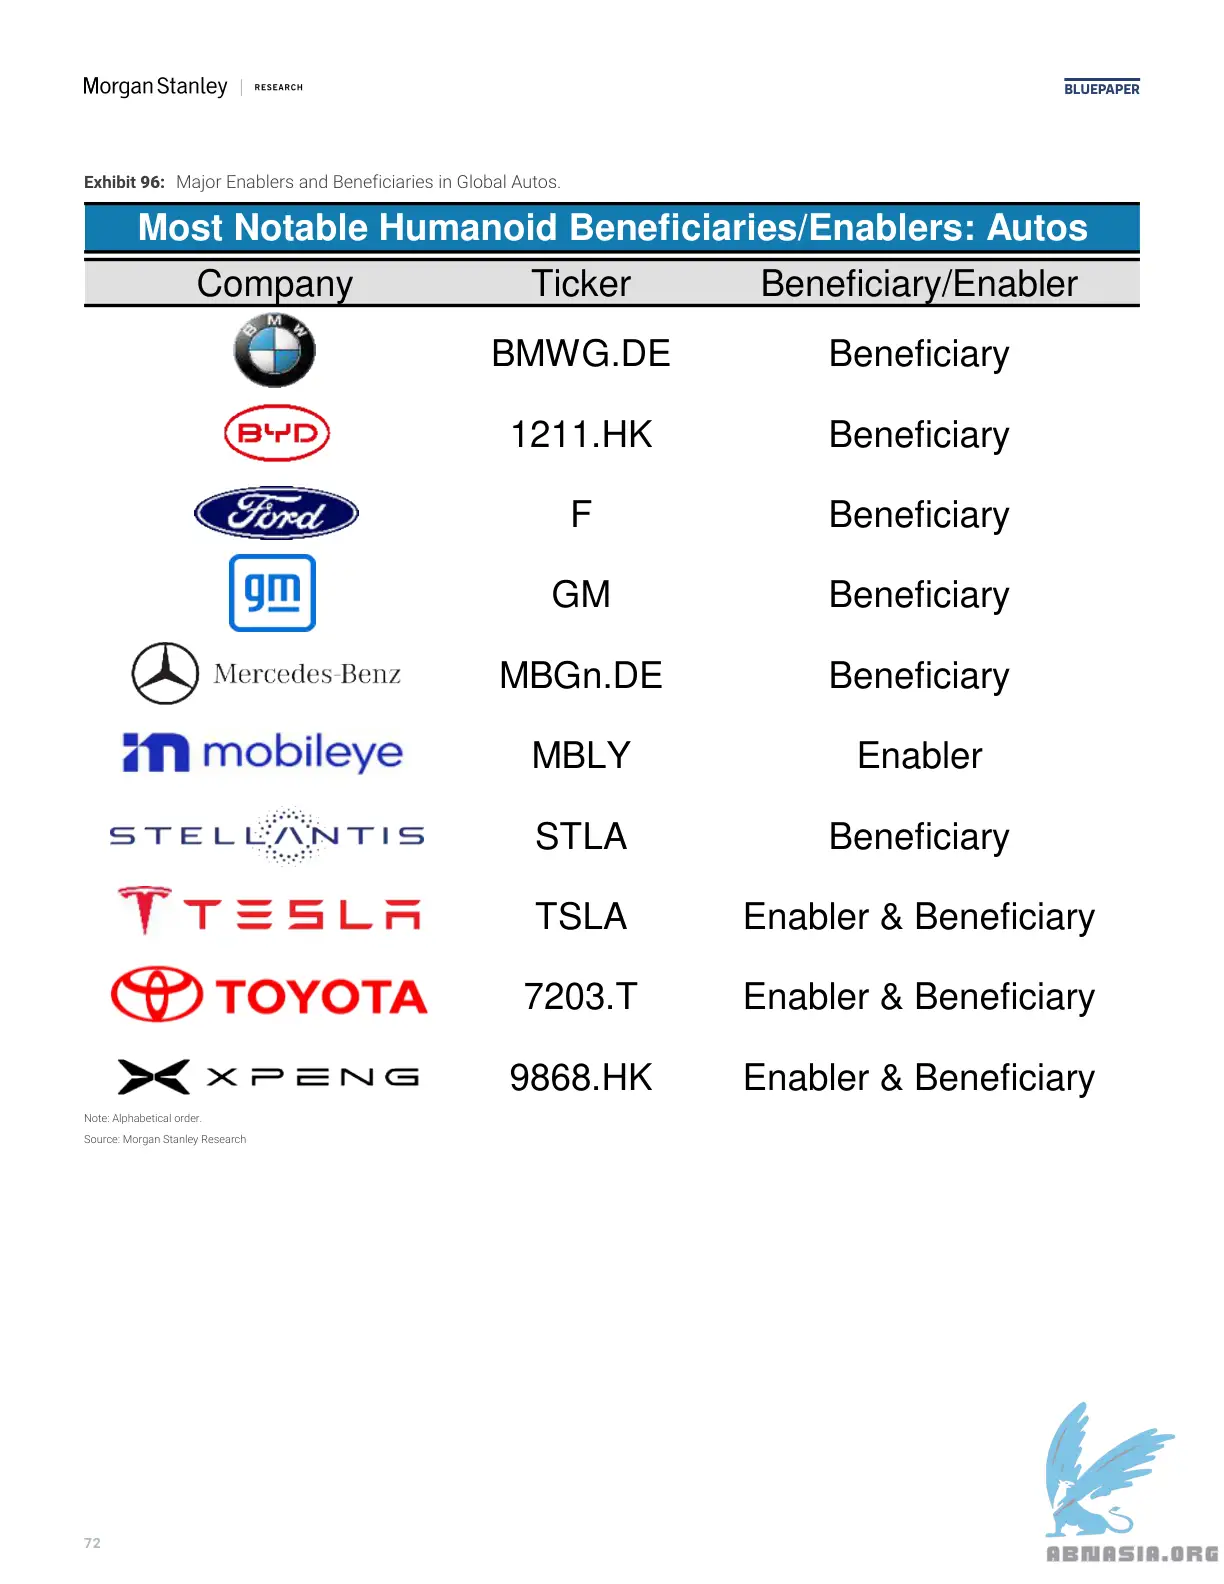 Morgan Stanley | RESEARCH
BLUEPAPER
Exhibit 96: Major Enablers and Beneficiaries in Global Autos.
Most Notable Humanoid Beneficiaries/Enablers: Autos
Company Ticker Beneficiary/Enabler
BMW BMWG.DE Beneficiary
BYD 1211.HK Beneficiary
Ford F Beneficiary
gm GM Beneficiary
Mercedes-Benz MBGn.DE Beneficiary
mobileye MBLY Enabler
STELLANTIS STLA Beneficiary
TESLA TSLA Enabler & Beneficiary
TOYOTA 7203.T Enabler & Beneficiary
XPENG 9868.HK Enabler & Beneficiary
Note: Alphabetical order.
Source: Morgan Stanley Research
72
ABNASIA.ORG